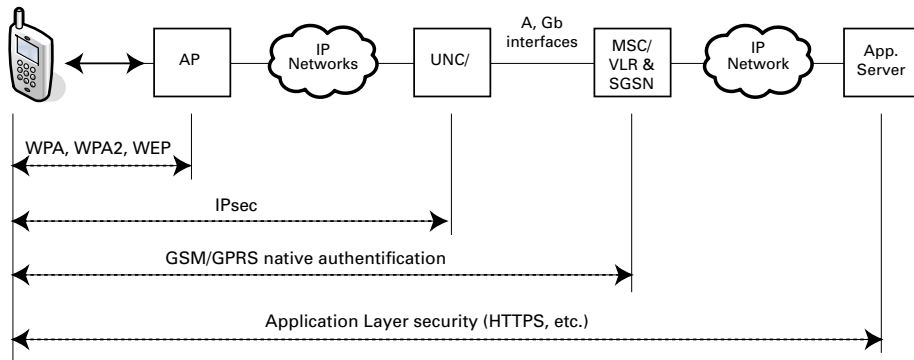 AP
IP
Networks
UNC/
A, Gb
interfaces
MSC/
VLR &
SGSN
IP
Network
App.
Server
WPA, WPA2, WEP
IPsec
GSM/GPRS native authentification
Application Layer security (HTTPS, etc.)